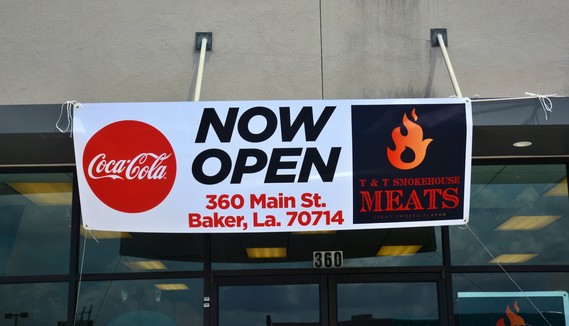 Coca-Cola
NOW
OPEN
360 Main St.
Baker, La. 70714
T & T SMOKEHOUSE
MEATS
360